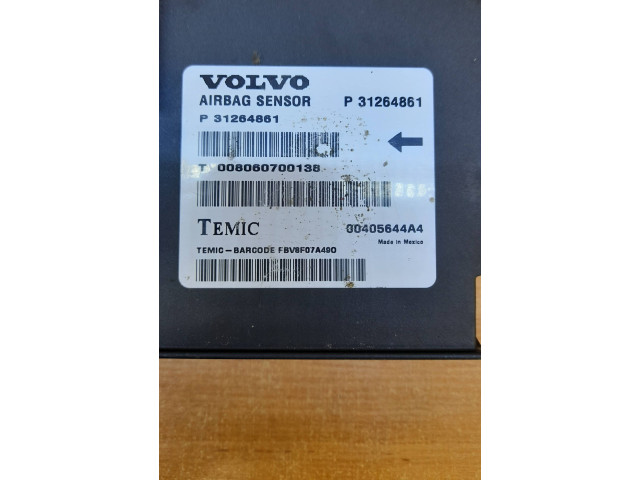 VOLVO
AIRBAG SENSOR P 31264861
P 31264861
T 008060700138
TEMIC 00405644A4
Made in Mexico
TEMIC-BARCODE FBV8F07A490